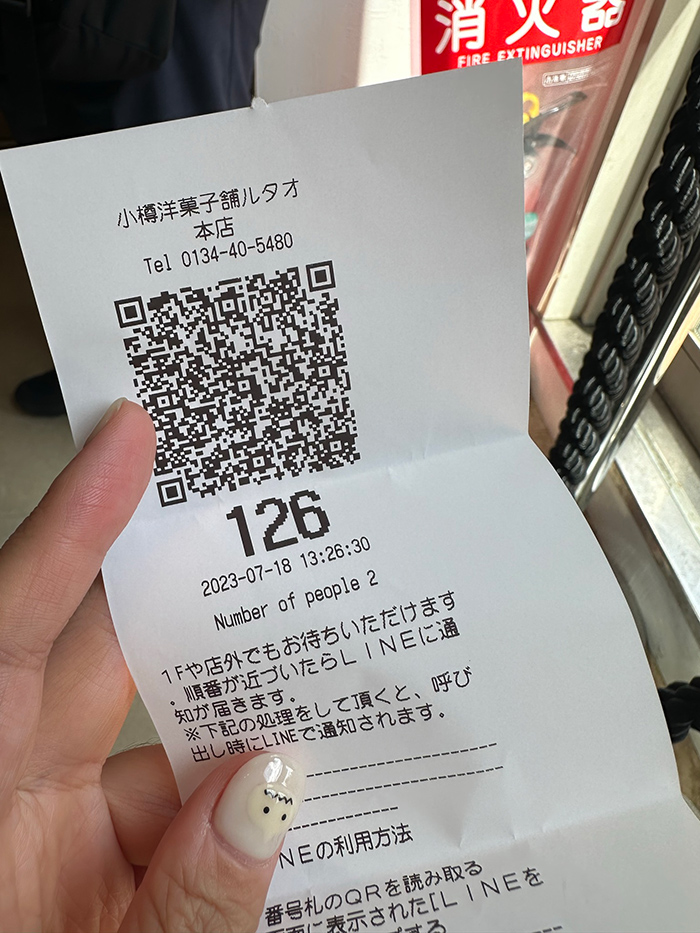 消火器
FIRE EXTINGUISHER
小樽洋菓子舗ルタオ
本店
Tel 0134-40-5480
126
2023-07-18 13:26:30
Number of people 2
1Fや店外でもお待ちいただけます
。順番が近づいたらLINEに通
知が届きます。
※下記の処理をして頂くと、呼び
出し時にLINEで通知されます。
NEの利用方法
番号札のQRを読み取る
面に表示された[LINEを
プする